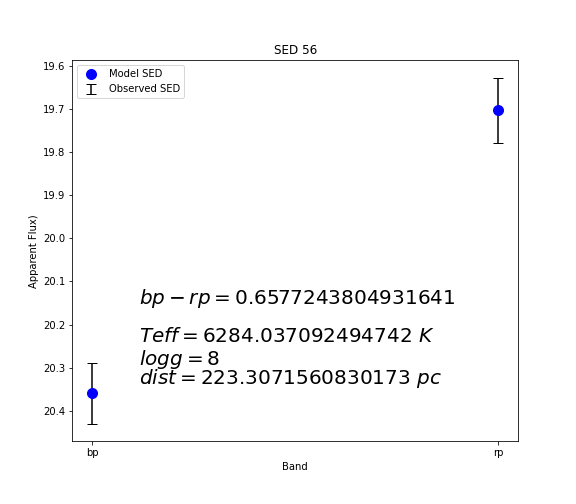 SED 56
19.6
Model SED
Observed SED
19.7
19.8
19.9
20.0
20.1
20.2
20.3
20.4
Apparent Flux)
bp − rp = 0.6577243804931641
Teff = 6284.037092494742 K
logg = 8
dist = 223.3071560830173 pc
bp
rp
Band